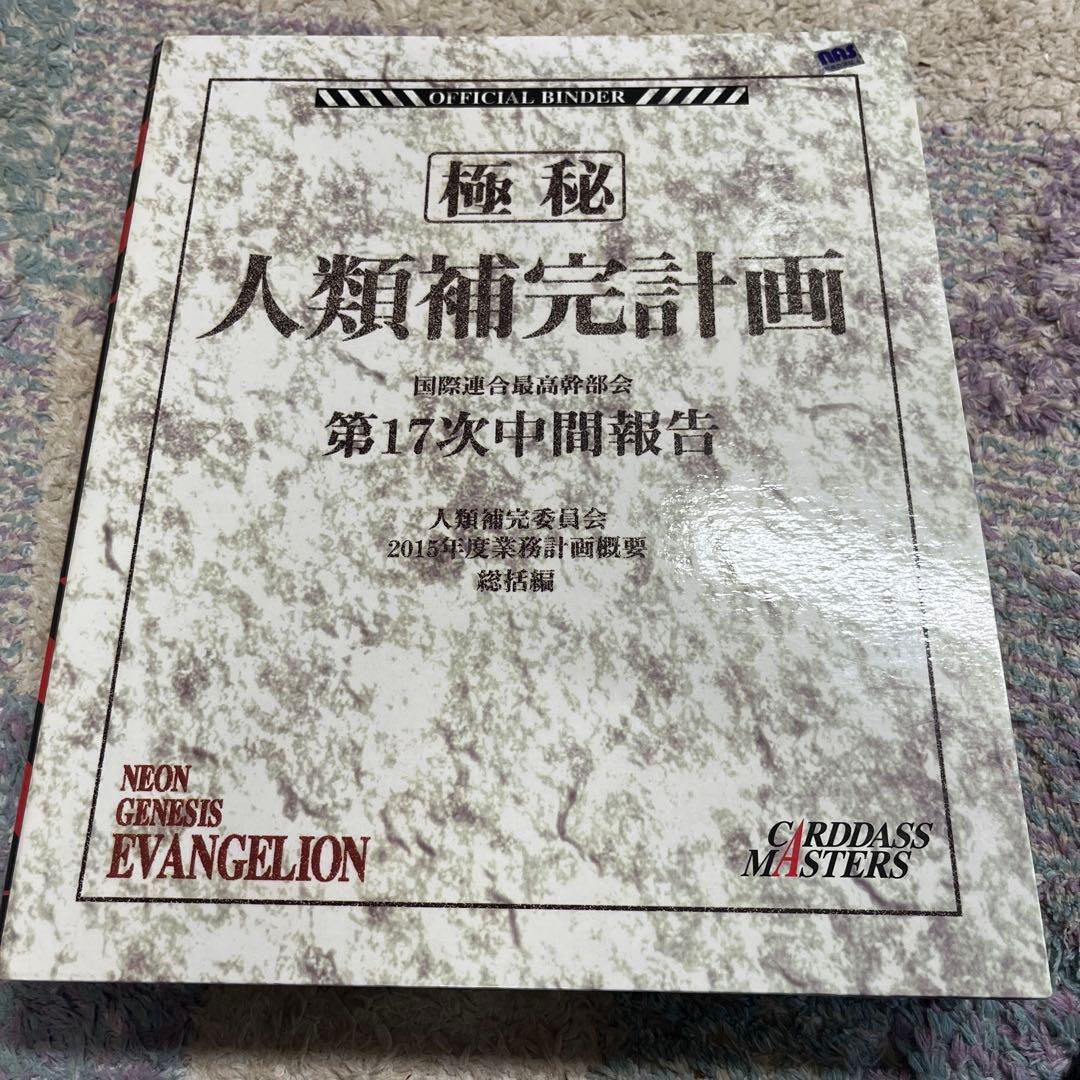 NAS
OFFICIAL BINDER
極秘
人類補完計画
国際連合最高幹部会
第17次中間報告
人類補完委員会
2015年度業務計画概要
総括編
NEON
GENESIS
EVANGELION
CARDDASS
MASTERS